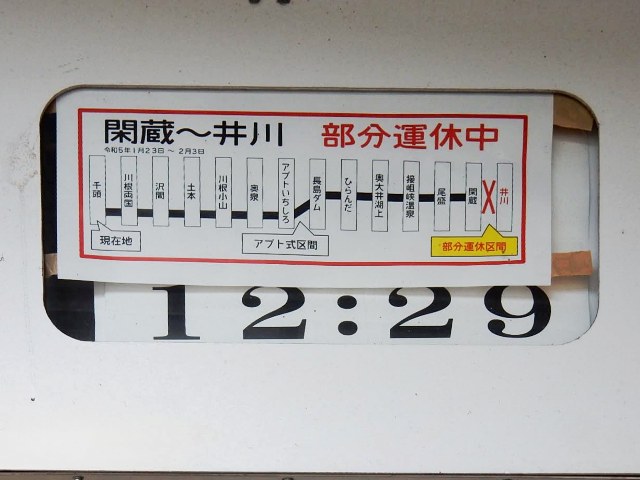 閑蔵～井川　部分運休中
令和5年1月23日 ～ 2月3日
千頭
川根両国
沢間
土本
川根小山
奥泉
アプトいちしろ
長島ダム
ひらんだ
奥大井湖上
接岨峡温泉
尾盛
閑蔵
井川
現在地
アプト式区間
部分運休区間
12:29